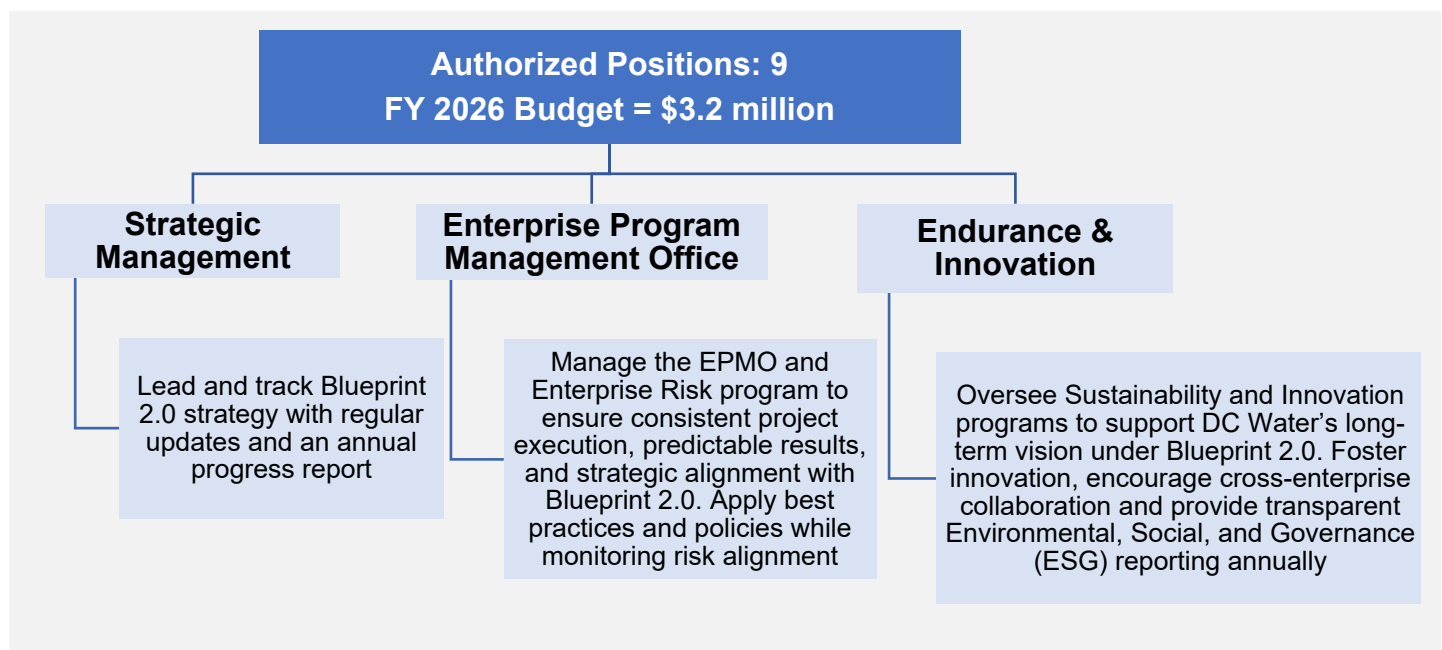 Authorized Positions: 9
FY 2026 Budget = $3.2 million
Strategic
Management
Lead and track Blueprint
2.0 strategy with regular
updates and an annual
progress report
Enterprise Program
Management Office
Manage the EPMO and
Enterprise Risk program to
ensure consistent project
execution, predictable results,
and strategic alignment with
Blueprint 2.0. Apply best
practices and policies while
monitoring risk alignment
Endurance &
Innovation
Oversee Sustainability and Innovation
programs to support DC Water’s long-
term vision under Blueprint 2.0. Foster
innovation, encourage cross-enterprise
collaboration and provide transparent
Environmental, Social, and Governance
(ESG) reporting annually